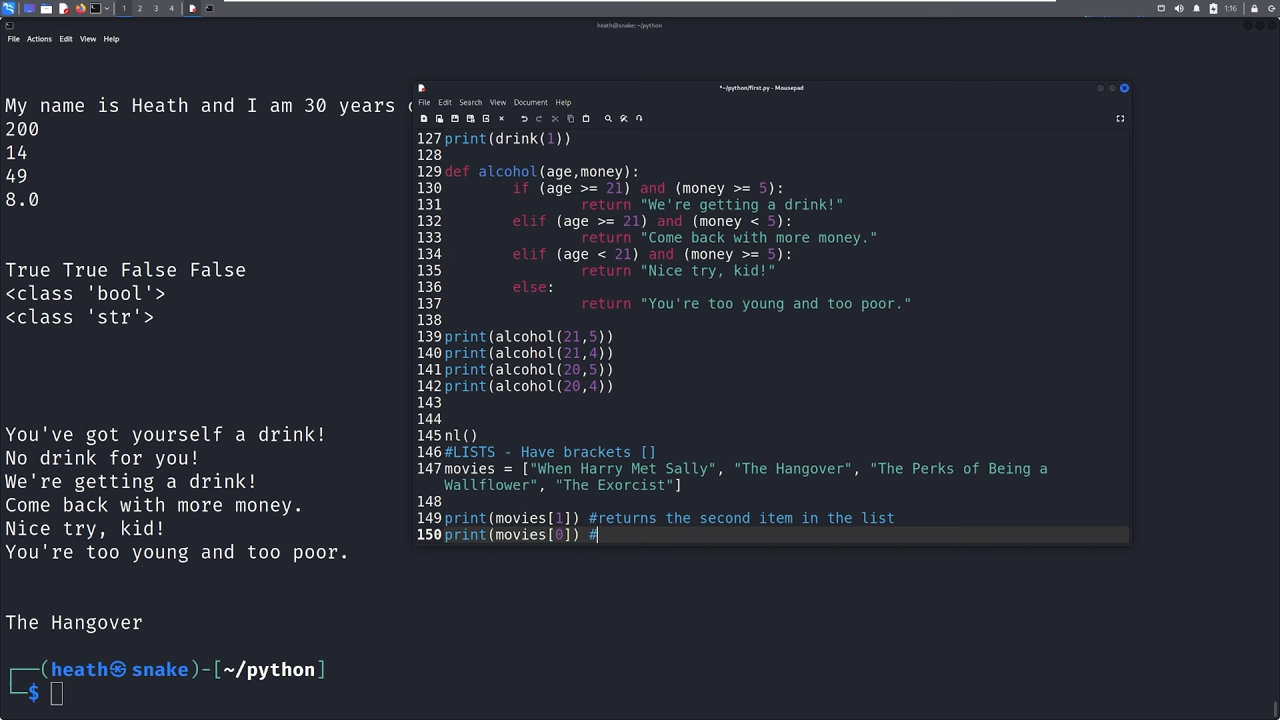 1 2 3 4
1:16
heath@snake: ~/python
File Actions Edit View Help
My name is Heath and I am 30 years
200
14
49
8.0
True True False False
<class 'bool'>
<class 'str'>
You've got yourself a drink!
No drink for you!
We're getting a drink!
Come back with more money.
Nice try, kid!
You're too young and too poor.
The Hangover
┌──(heath㉿snake)-[~/python]
└─$
*~/python/first.py - Mousepad
File Edit Search View Document Help
127 print(drink(1))
128
129 def alcohol(age,money):
130 if (age >= 21) and (money >= 5):
131 return "We're getting a drink!"
132 elif (age >= 21) and (money < 5):
133 return "Come back with more money."
134 elif (age < 21) and (money >= 5):
135 return "Nice try, kid!"
136 else:
137 return "You're too young and too poor."
138
139 print(alcohol(21,5))
140 print(alcohol(21,4))
141 print(alcohol(20,5))
142 print(alcohol(20,4))
143
144
145 nl()
146 #LISTS - Have brackets []
147 movies = ["When Harry Met Sally", "The Hangover", "The Perks of Being a
Wallflower", "The Exorcist"]
148
149 print(movies[1]) #returns the second item in the list
150 print(movies[0]) #